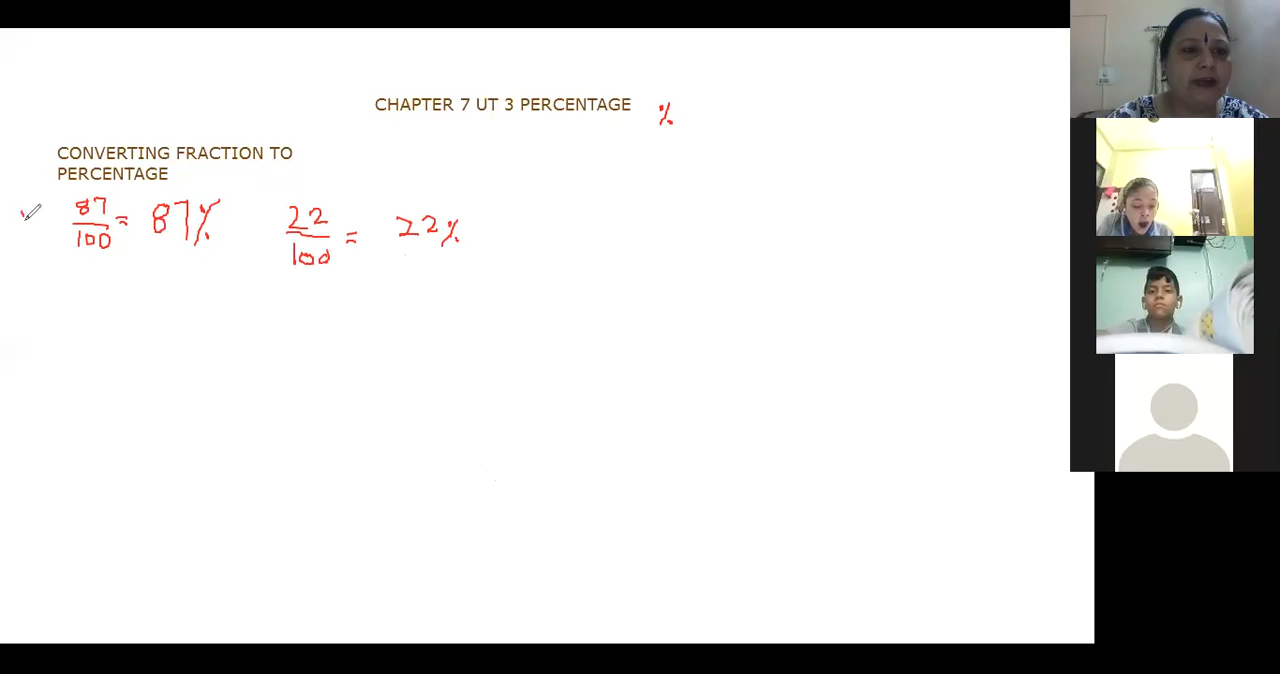 CHAPTER 7 UT 3 PERCENTAGE %
CONVERTING FRACTION TO
PERCENTAGE
87/100 = 87% 22/100 = 22%